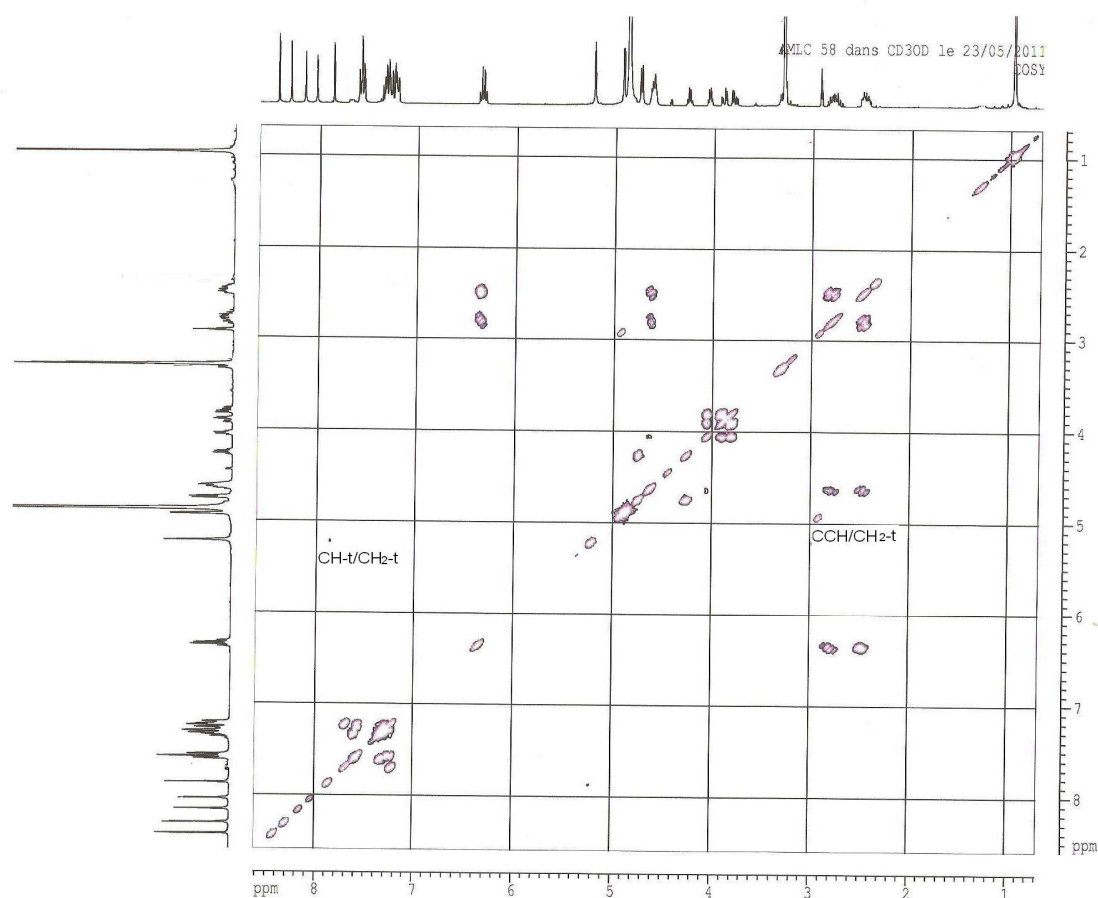 AMLC 58 dans CD3OD le 23/05/2011
COSY
1
2
3
4
5
CCH/CH2-t
CH-t/CH2-t
6
7
8
ppm
ppm 8 7 6 5 4 3 2 1